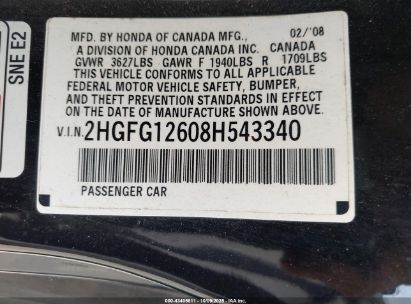 SNE E2
MFD. BY HONDA OF CANADA MFG., 02/'08
A DIVISION OF HONDA CANADA INC. CANADA
GVWR 3627LBS GAWR F 1940LBS R 1709LBS
THIS VEHICLE CONFORMS TO ALL APPLICABLE
FEDERAL MOTOR VEHICLE SAFETY, BUMPER,
AND THEFT PREVENTION STANDARDS IN EFFECT
ON THE DATE OF MANUFACTURE SHOWN ABOVE.
V.I.N. 2HGFG12608H543340
PASSENGER CAR